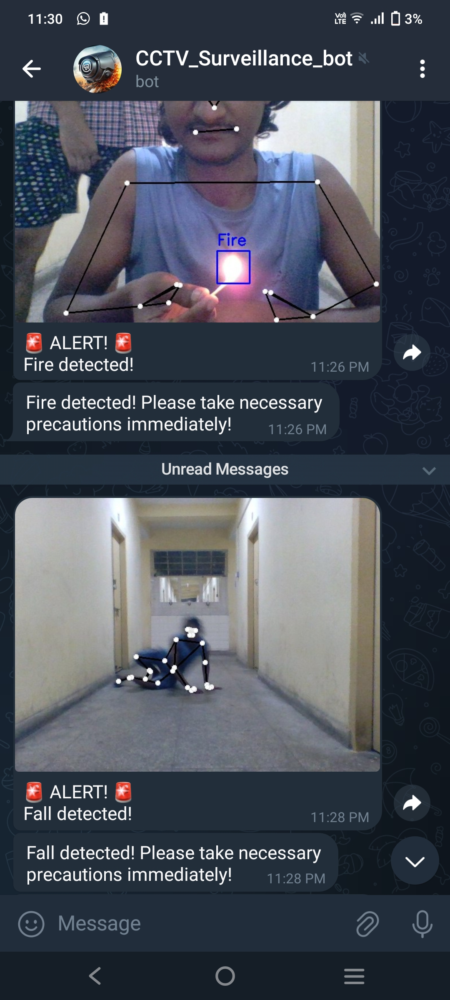 11:30
Vo))
LTE
3%
CCTV_Surveillance_bot
bot
Fire
🚨 ALERT! 🚨
Fire detected!
11:26 PM
Fire detected! Please take necessary
precautions immediately!
11:26 PM
Unread Messages
🚨 ALERT! 🚨
Fall detected!
11:28 PM
Fall detected! Please take necessary
precautions immediately!
11:28 PM
Message